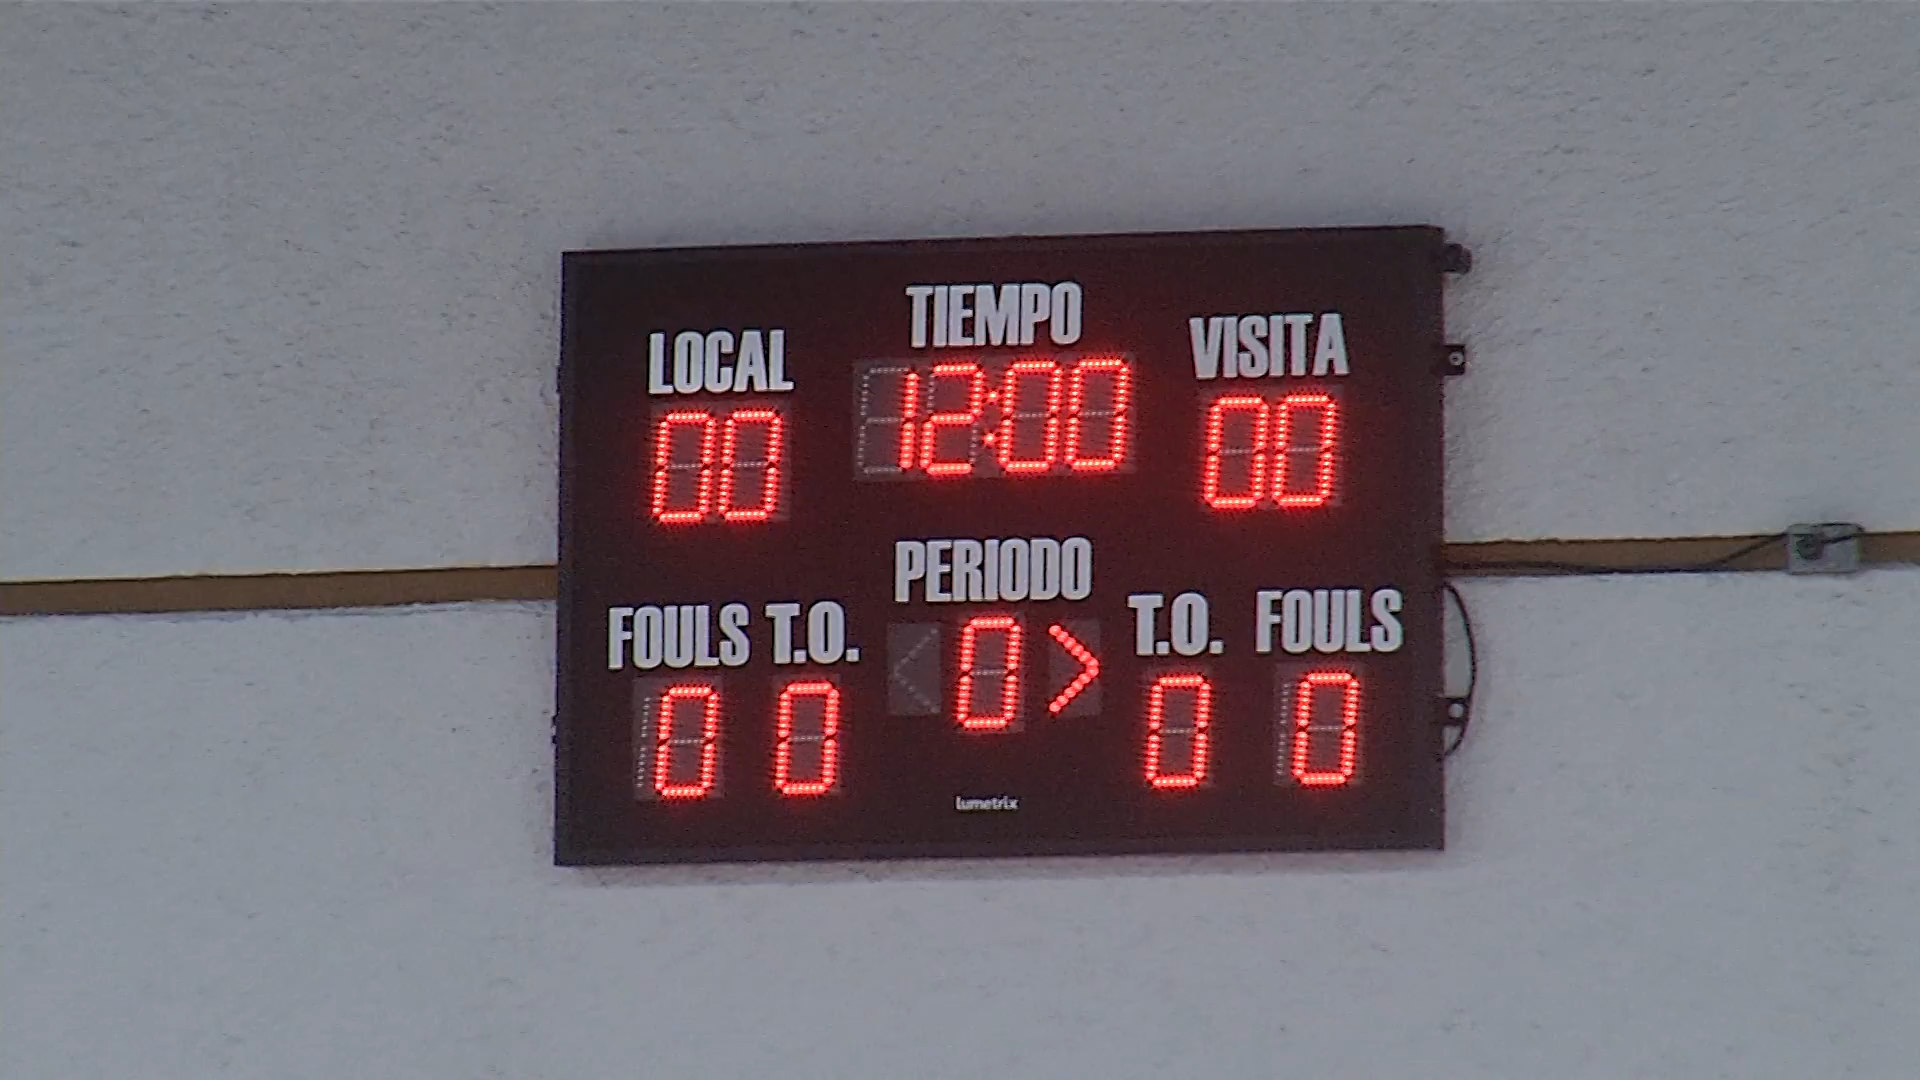 TIEMPO
LOCAL 12:00 VISITA
00 00
PERIODO
FOULS T.O. 0 > T.O. FOULS
0 0 0 0
lumetrix